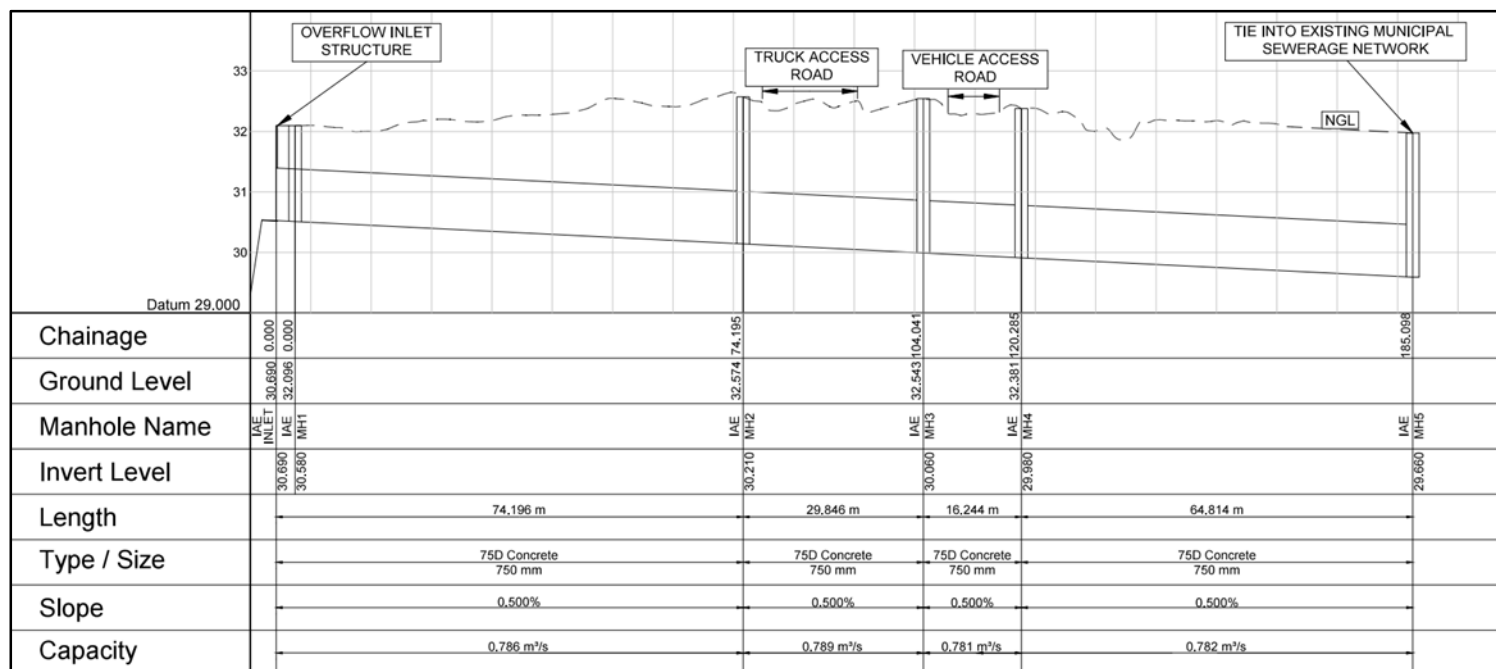 OVERFLOW INLET
STRUCTURE
TRUCK ACCESS
ROAD
VEHICLE ACCESS
ROAD
TIE INTO EXISTING MUNICIPAL
SEWERAGE NETWORK
33
32
31
30
NGL
Datum 29.000
Chainage
0.000
0.000
74.195
104.041
120.285
185.098
Ground Level
30.690
32.096
32.574
32.543
32.381
Manhole Name
IAE
INLET
IAE
MH1
IAE
MH2
IAE
MH3
IAE
MH4
IAE
MH5
Invert Level
30.690
30.580
30.210
30.060
29.980
29.660
Length
74.196 m
29.846 m
16.244 m
64.814 m
Type / Size
75D Concrete
750 mm
75D Concrete
750 mm
75D Concrete
750 mm
75D Concrete
750 mm
Slope
0.500%
0.500%
0.500%
0.500%
Capacity
0.786 m³/s
0.789 m³/s
0.781 m³/s
0.782 m³/s